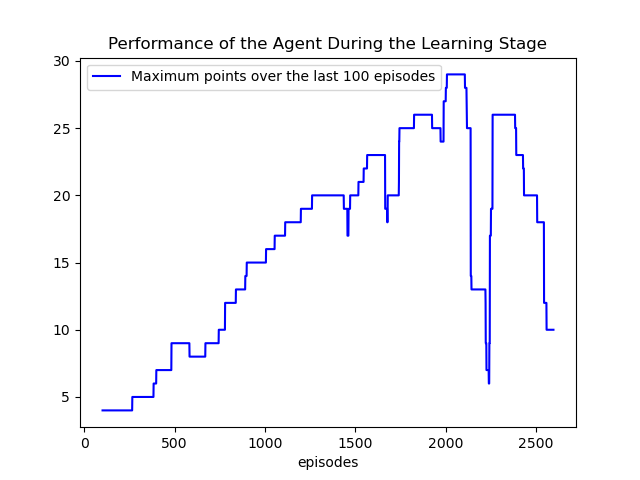 Performance of the Agent During the Learning Stage
Maximum points over the last 100 episodes
30
25
20
15
10
5
0 500 1000 1500 2000 2500
episodes